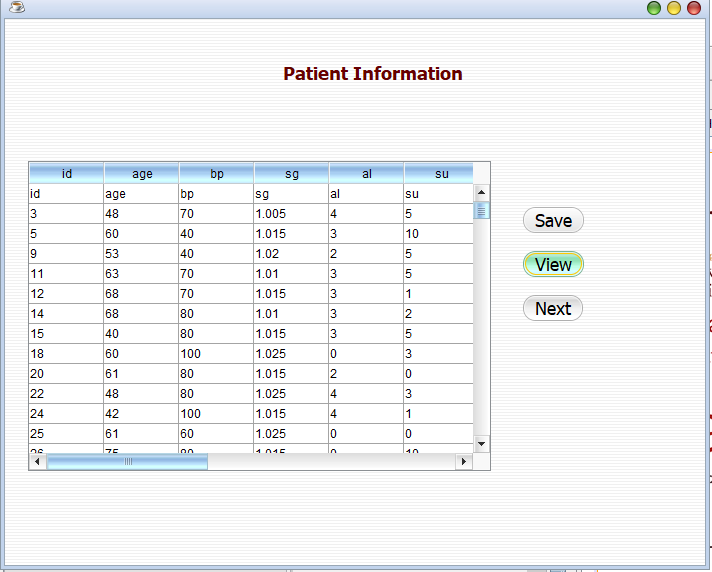 Patient Information
id age bp sg al su
id age bp sg al su
3 48 70 1.005 4 5
5 60 40 1.015 3 10
9 53 40 1.02 2 5
11 63 70 1.01 3 5
12 68 70 1.015 3 1
14 68 80 1.01 3 2
15 40 80 1.015 3 5
18 60 100 1.025 0 3
20 61 80 1.015 2 0
22 48 80 1.025 4 3
24 42 100 1.015 4 1
25 61 60 1.025 0 0
26 75 80 1.015 0 10
Save
View
Next